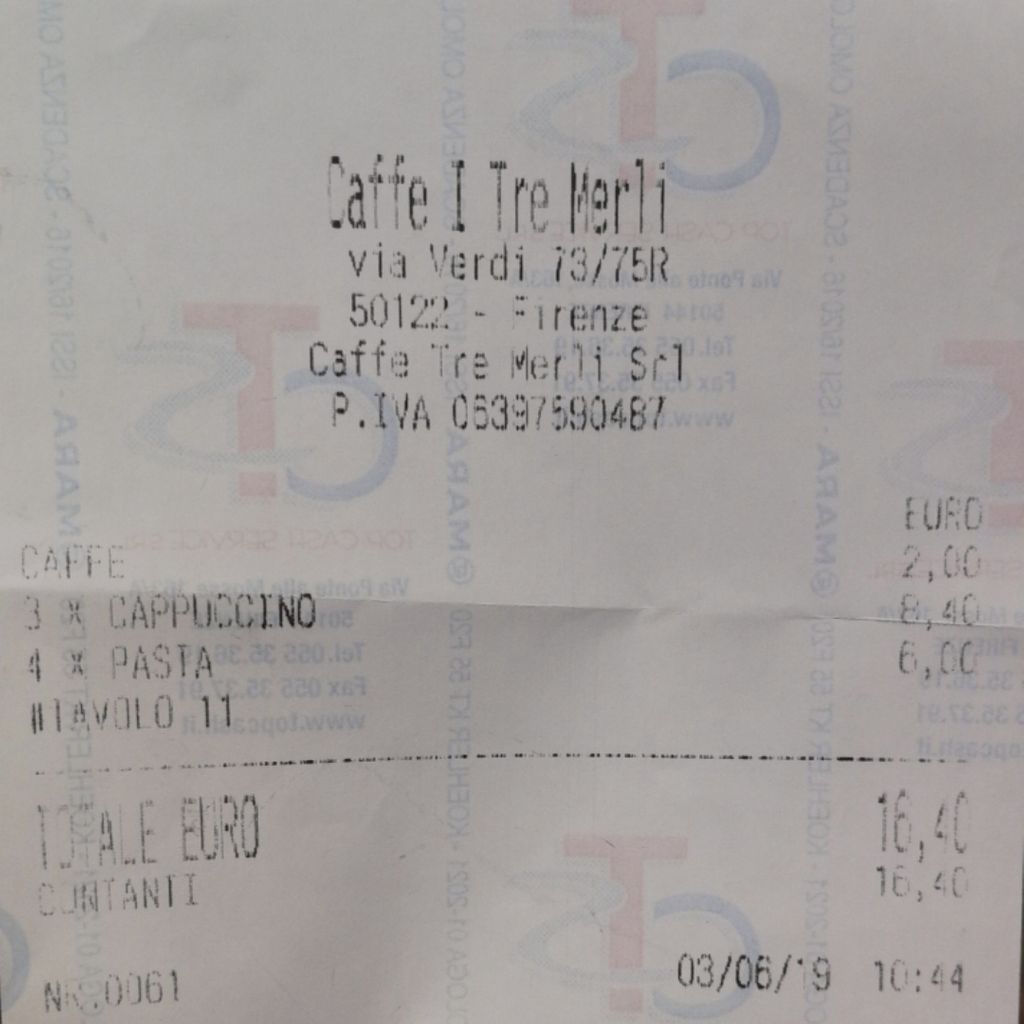 Caffe I Tre Merli
via Verdi 73/75R
50122 - Firenze
Caffe Tre Merli Srl
P.IVA 06397590487
EURO
CAFFE 2,00
3 X CAPPUCCINO 8,40
4 X PASTA 6,00
#TAVOLO 11
TOTALE EURO 16,40
CONTANTI 16,40
NR.0061 03/06/19 10:44